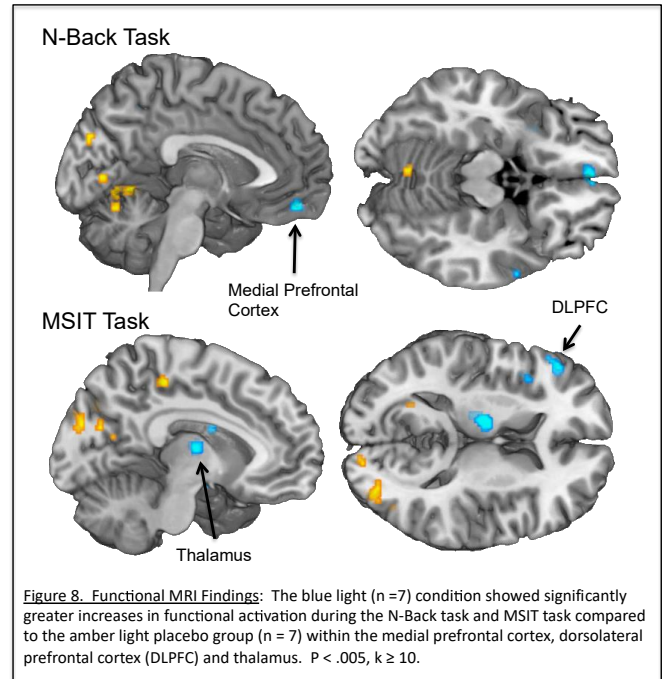 N-Back Task
Medial Prefrontal
Cortex
MSIT Task
DLPFC
Thalamus
Figure 8. Functional MRI Findings: The blue light (n =7) condition showed significantly
greater increases in functional activation during the N-Back task and MSIT task compared
to the amber light placebo group (n = 7) within the medial prefrontal cortex, dorsolateral
prefrontal cortex (DLPFC) and thalamus. P < .005, k ≥ 10.